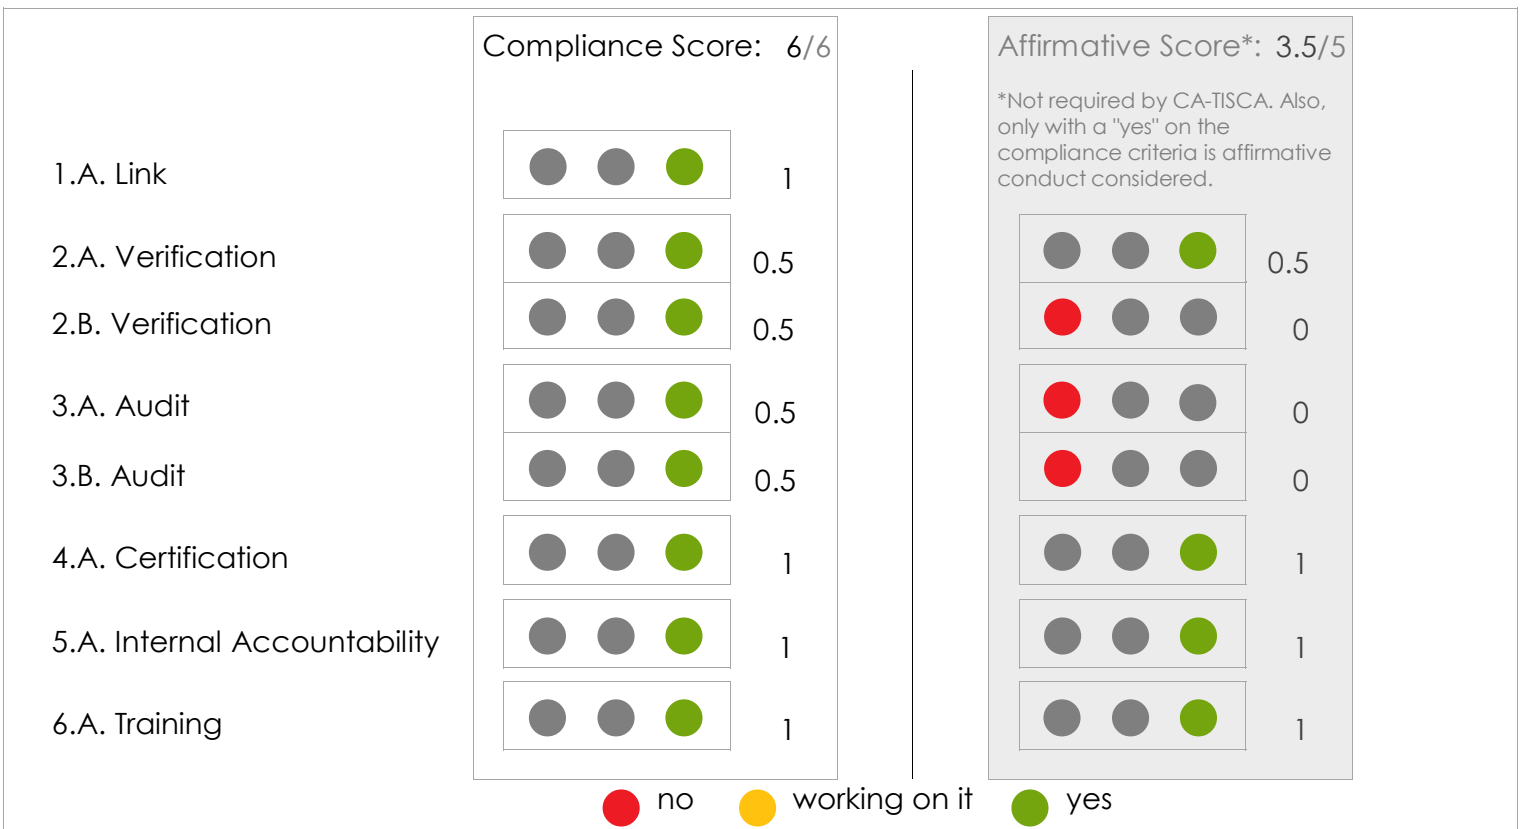 Compliance Score: 6/6
Affirmative Score*: 3.5/5
*Not required by CA-TISCA. Also,
only with a "yes" on the
compliance criteria is affirmative
conduct considered.
1.A. Link 1
2.A. Verification 0.5 0.5
2.B. Verification 0.5 0
3.A. Audit 0.5 0
3.B. Audit 0.5 0
4.A. Certification 1 1
5.A. Internal Accountability 1 1
6.A. Training 1 1
no working on it yes